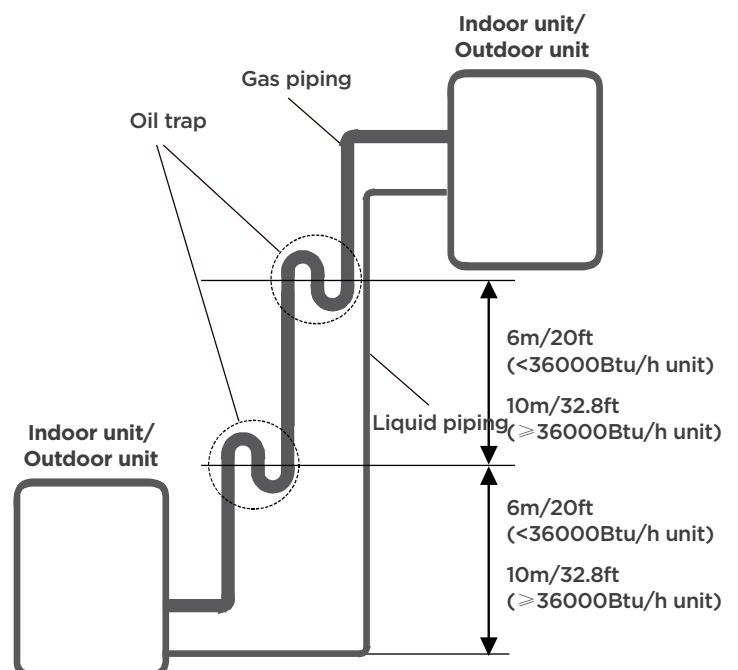 Indoor unit/
Outdoor unit
Gas piping
Oil trap
6m/20ft
(<36000Btu/h unit)
10m/32.8ft
(⩾36000Btu/h unit)
Liquid piping
Indoor unit/
Outdoor unit
6m/20ft
(<36000Btu/h unit)
10m/32.8ft
(⩾36000Btu/h unit)